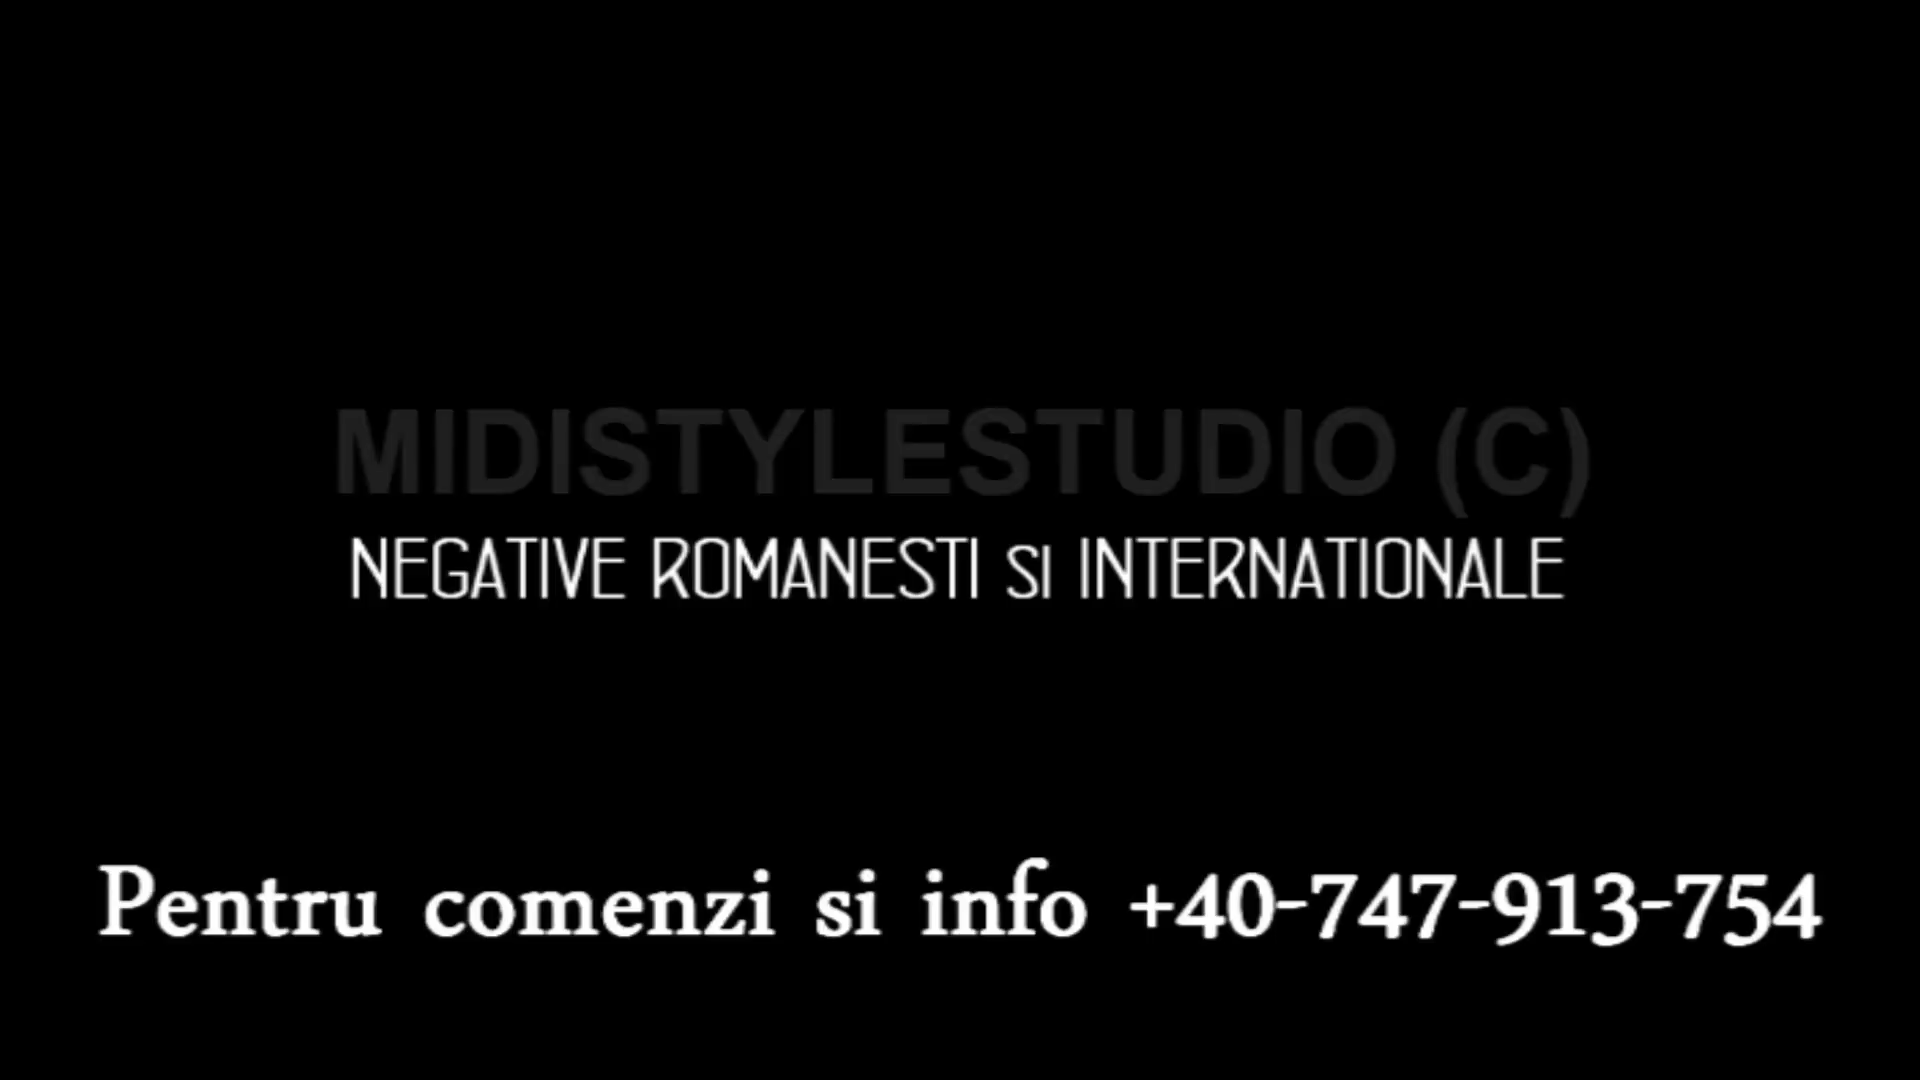 MIDISTYLESTUDIO (C)
NEGATIVE ROMANESTI SI INTERNATIONALE
Pentru comenzi si info +40-747-913-754